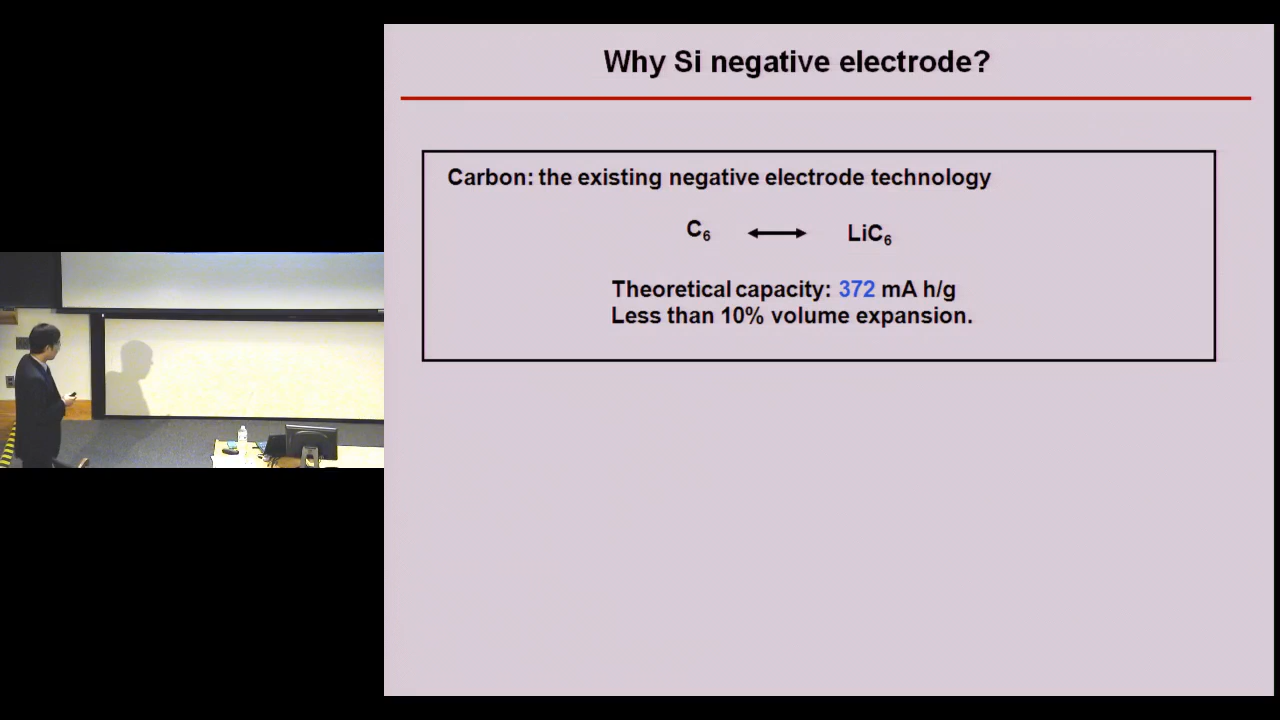 Why Si negative electrode?
Carbon: the existing negative electrode technology
C₆ ↔ LiC₆
Theoretical capacity: 372 mA h/g
Less than 10% volume expansion.